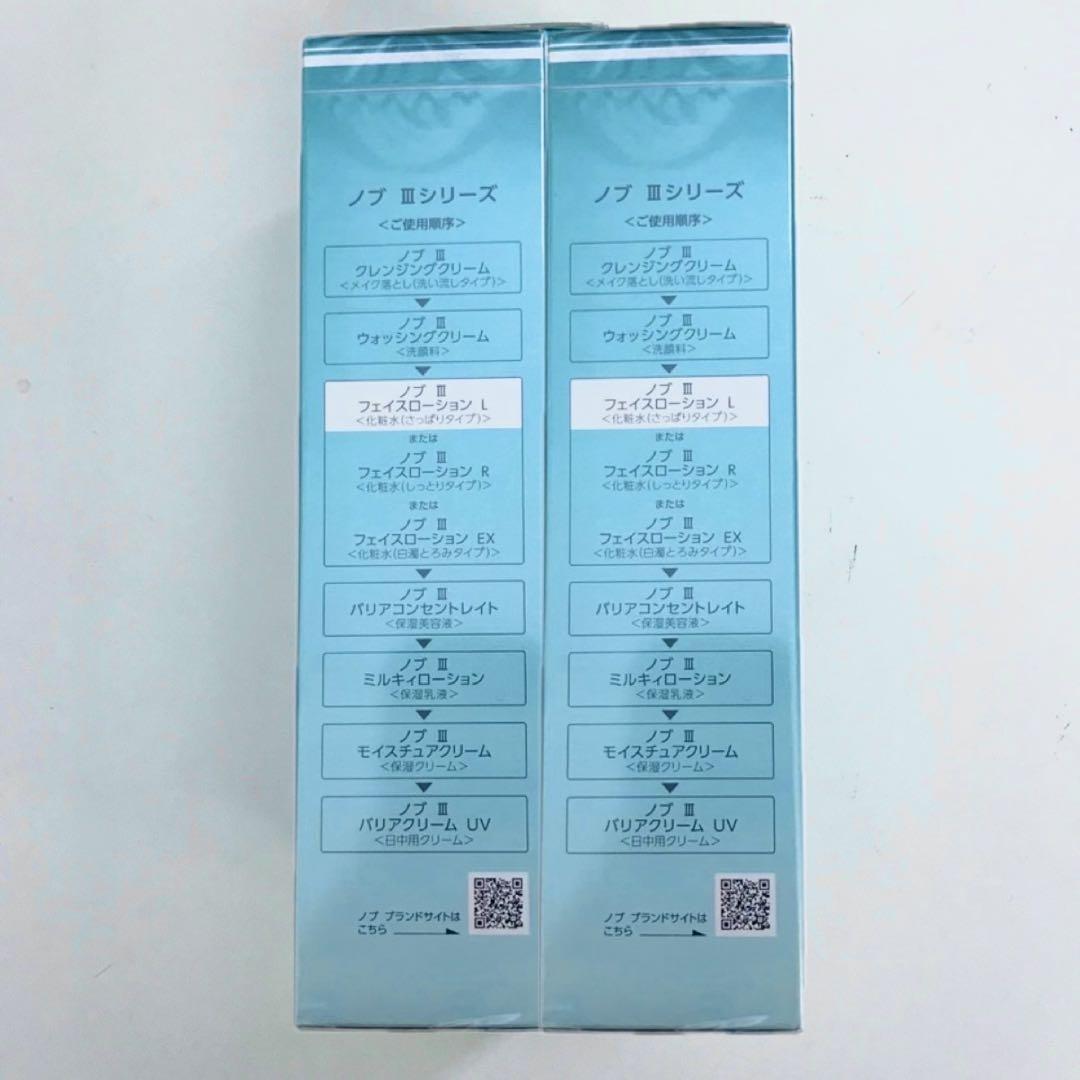 ノブ Ⅲシリーズ
＜ご使用順序＞
ノブ Ⅲ
クレンジングクリーム
＜メイク落とし(洗い流しタイプ)＞
ノブ Ⅲ
ウォッシングクリーム
＜洗顔料＞
ノブ Ⅲ
フェイスローション L
＜化粧水(さっぱりタイプ)＞
または
ノブ Ⅲ
フェイスローション R
＜化粧水(しっとりタイプ)＞
または
ノブ Ⅲ
フェイスローション EX
＜化粧水(白濁とろみタイプ)＞
ノブ Ⅲ
バリアコンセントレイト
＜保湿美容液＞
ノブ Ⅲ
ミルキィローション
＜保湿乳液＞
ノブ Ⅲ
モイスチュアクリーム
＜保湿クリーム＞
ノブ Ⅲ
バリアクリーム UV
＜日中用クリーム＞
ノブ ブランドサイトは
こちら
ノブ Ⅲシリーズ
＜ご使用順序＞
ノブ Ⅲ
クレンジングクリーム
＜メイク落とし(洗い流しタイプ)＞
ノブ Ⅲ
ウォッシングクリーム
＜洗顔料＞
ノブ Ⅲ
フェイスローション L
＜化粧水(さっぱりタイプ)＞
または
ノブ Ⅲ
フェイスローション R
＜化粧水(しっとりタイプ)＞
または
ノブ Ⅲ
フェイスローション EX
＜化粧水(白濁とろみタイプ)＞
ノブ Ⅲ
バリアコンセントレイト
＜保湿美容液＞
ノブ Ⅲ
ミルキィローション
＜保湿乳液＞
ノブ Ⅲ
モイスチュアクリーム
＜保湿クリーム＞
ノブ Ⅲ
バリアクリーム UV
＜日中用クリーム＞
ノブ ブランドサイトは
こちら